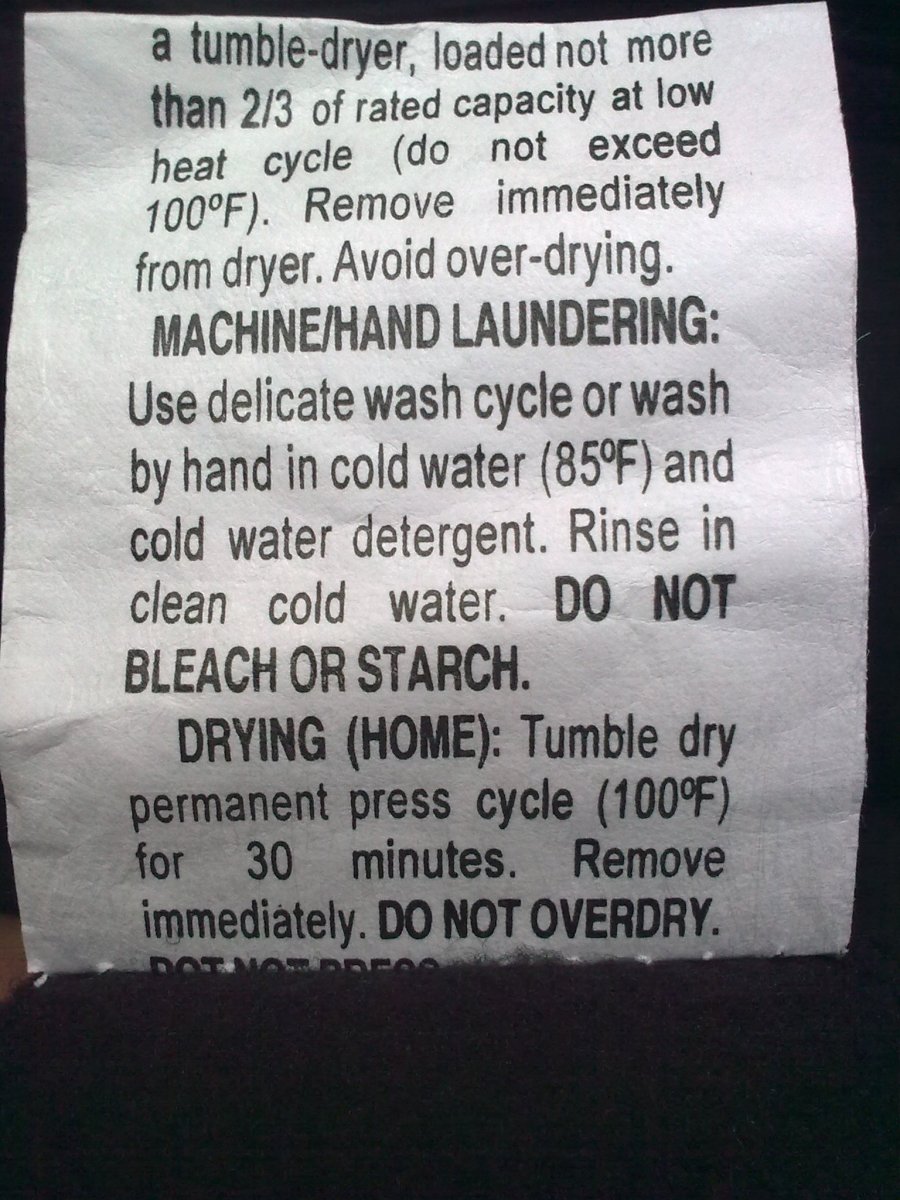 a tumble-dryer, loaded not more
than 2/3 of rated capacity at low
heat cycle (do not exceed
100ºF). Remove immediately
from dryer. Avoid over-drying.
MACHINE/HAND LAUNDERING:
Use delicate wash cycle or wash
by hand in cold water (85ºF) and
cold water detergent. Rinse in
clean cold water. DO NOT
BLEACH OR STARCH.
DRYING (HOME): Tumble dry
permanent press cycle (100ºF)
for 30 minutes. Remove
immediately. DO NOT OVERDRY.
DOT NOT PRESS